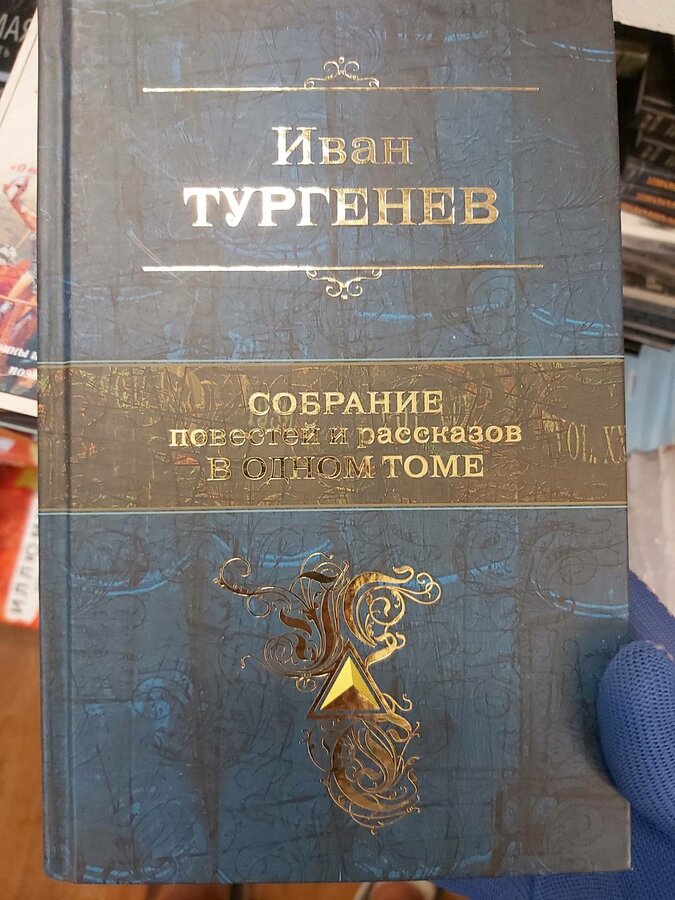 Иван
ТУРГЕНЕВ
СОБРАНИЕ
повестей и рассказов
В ОДНОМ ТОМЕ